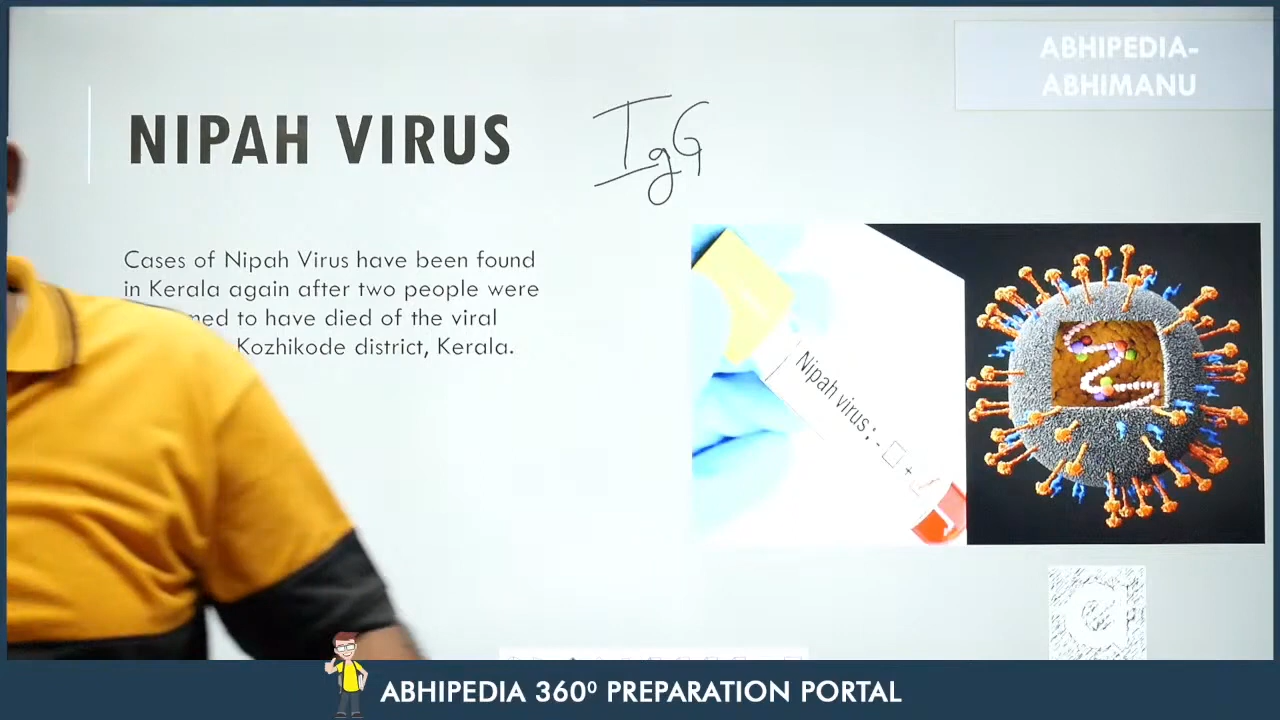 ABHIPEDIA-
ABHIMANU
NIPAH VIRUS
IgG
Cases of Nipah Virus have been found
in Kerala again after two people were
to have died of the viral
Kozhikode district, Kerala.
Nipah virus: - □ +
ABHIPEDIA 360⁰ PREPARATION PORTAL